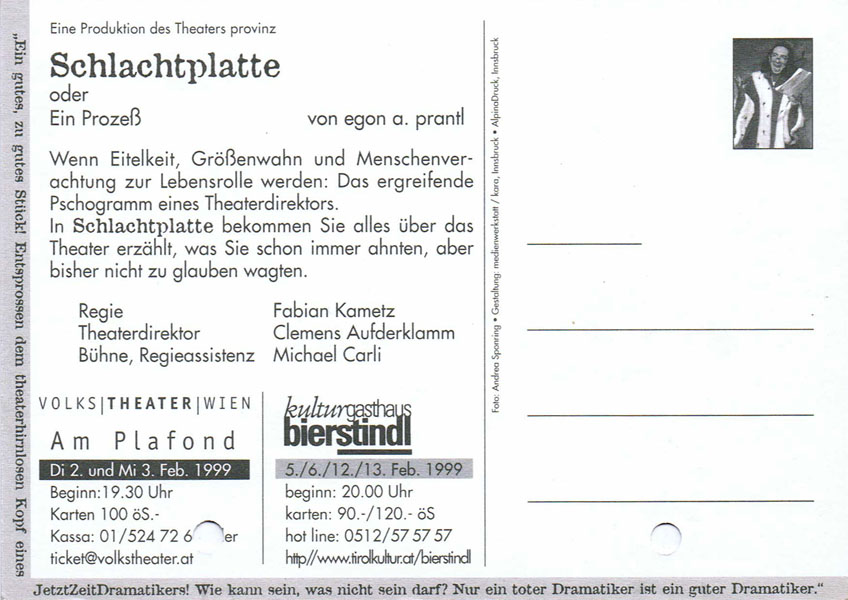 Eine Produktion des Theaters provinz
Schlachtplatte
oder
Ein Prozeß von egon a. prantl
Wenn Eitelkeit, Größenwahn und Menschenver-
achtung zur Lebensrolle werden: Das ergreifende
Pschogramm eines Theaterdirektors.
In Schlachtplatte bekommen Sie alles über das
Theater erzählt, was Sie schon immer ahnten, aber
bisher nicht zu glauben wagten.
Regie Fabian Kametz
Theaterdirektor Clemens Aufderklamm
Bühne, Regieassistenz Michael Carli
VOLKS|THEATER|WIEN
Am Plafond
Di 2. und Mi 3. Feb. 1999
Beginn:19.30 Uhr
Karten 100 öS.-
Kassa: 01/524 72 6
ticket@volkstheater.at
kulturgasthaus
bierstindl
5./6./12./13. Feb. 1999
beginn: 20.00 Uhr
karten: 90.-/120.- öS
hot line: 0512/57 57 57
http//www.tirolkultur.at/bierstindl
„Ein gutes, zu gutes Stück! Entsprossen dem theaterhirnlosen Kopf eines
JetztZeitDramatikers! Wie kann sein, was nicht sein darf? Nur ein toter Dramatiker ist ein guter Dramatiker.“
Foto: Andrea Sponring • Gestaltung: medienwerkstatt / kara, Innsbruck • AlpinaDruck, Innsbruck